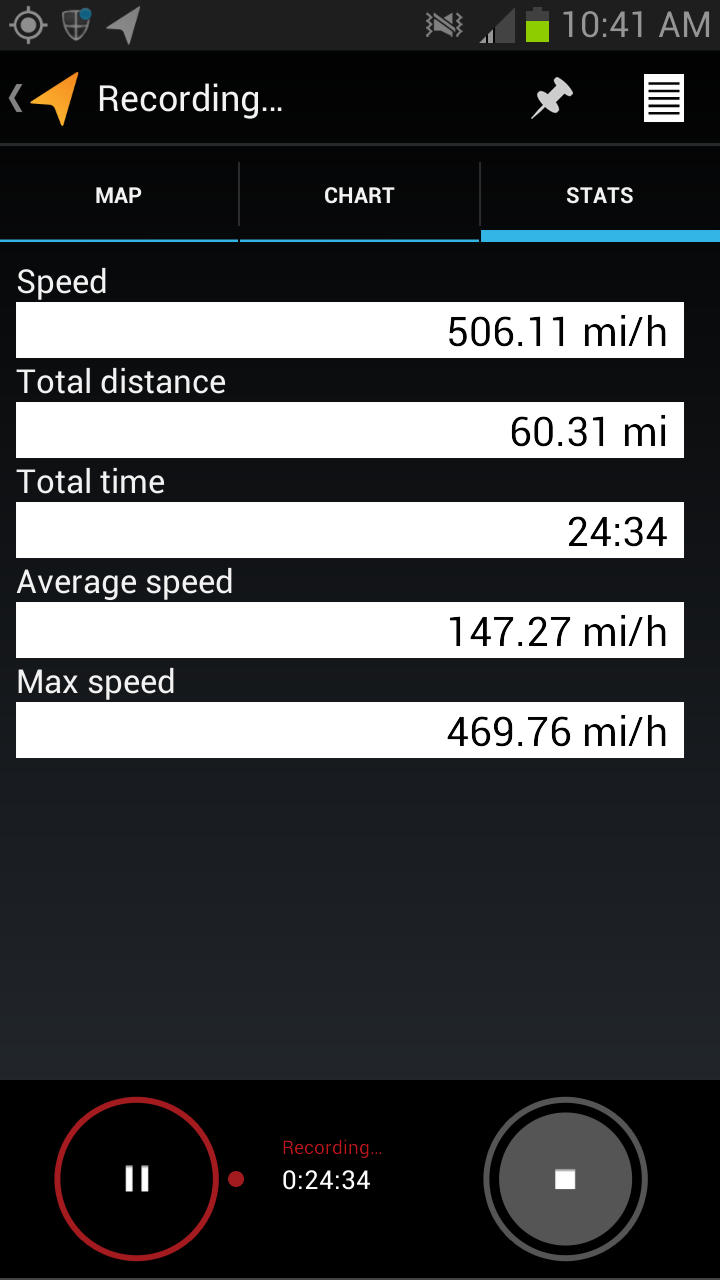 10:41 AM
Recording...
MAP CHART STATS
Speed
506.11 mi/h
Total distance
60.31 mi
Total time
24:34
Average speed
147.27 mi/h
Max speed
469.76 mi/h
Recording...
0:24:34